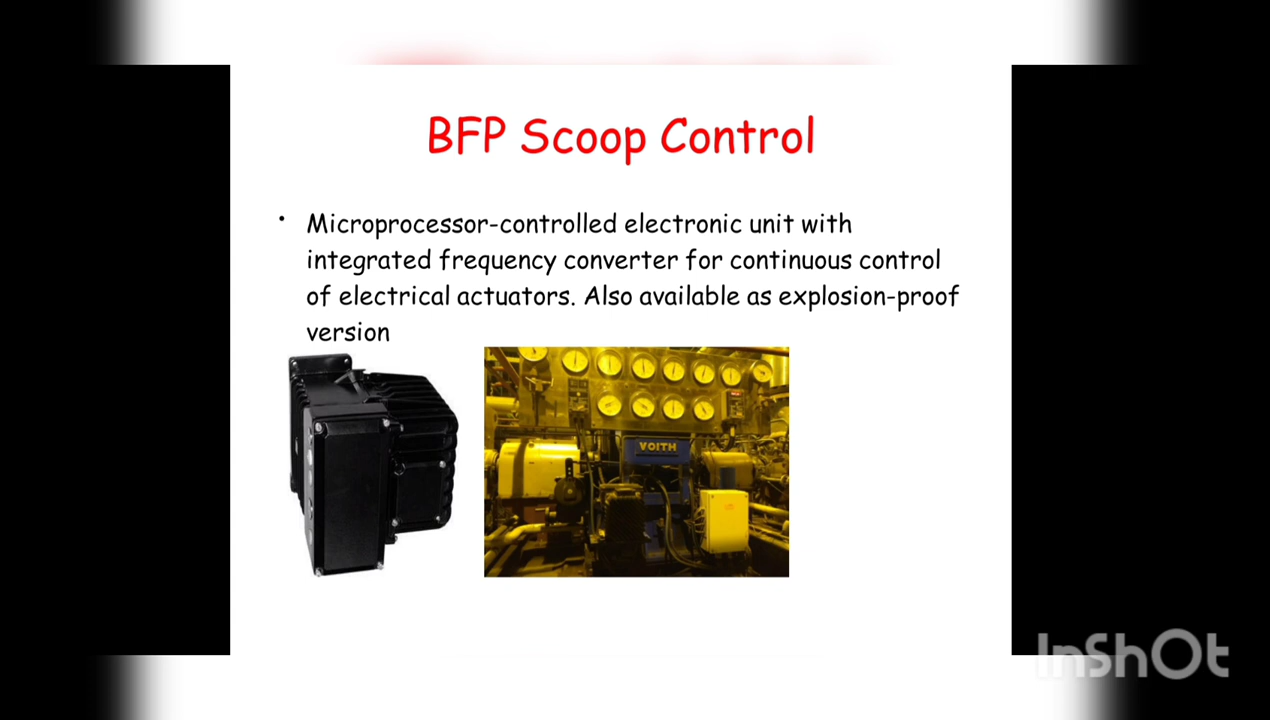 BFP Scoop Control
• Microprocessor-controlled electronic unit with
integrated frequency converter for continuous control
of electrical actuators. Also available as explosion-proof
version
VOITH
InShOt